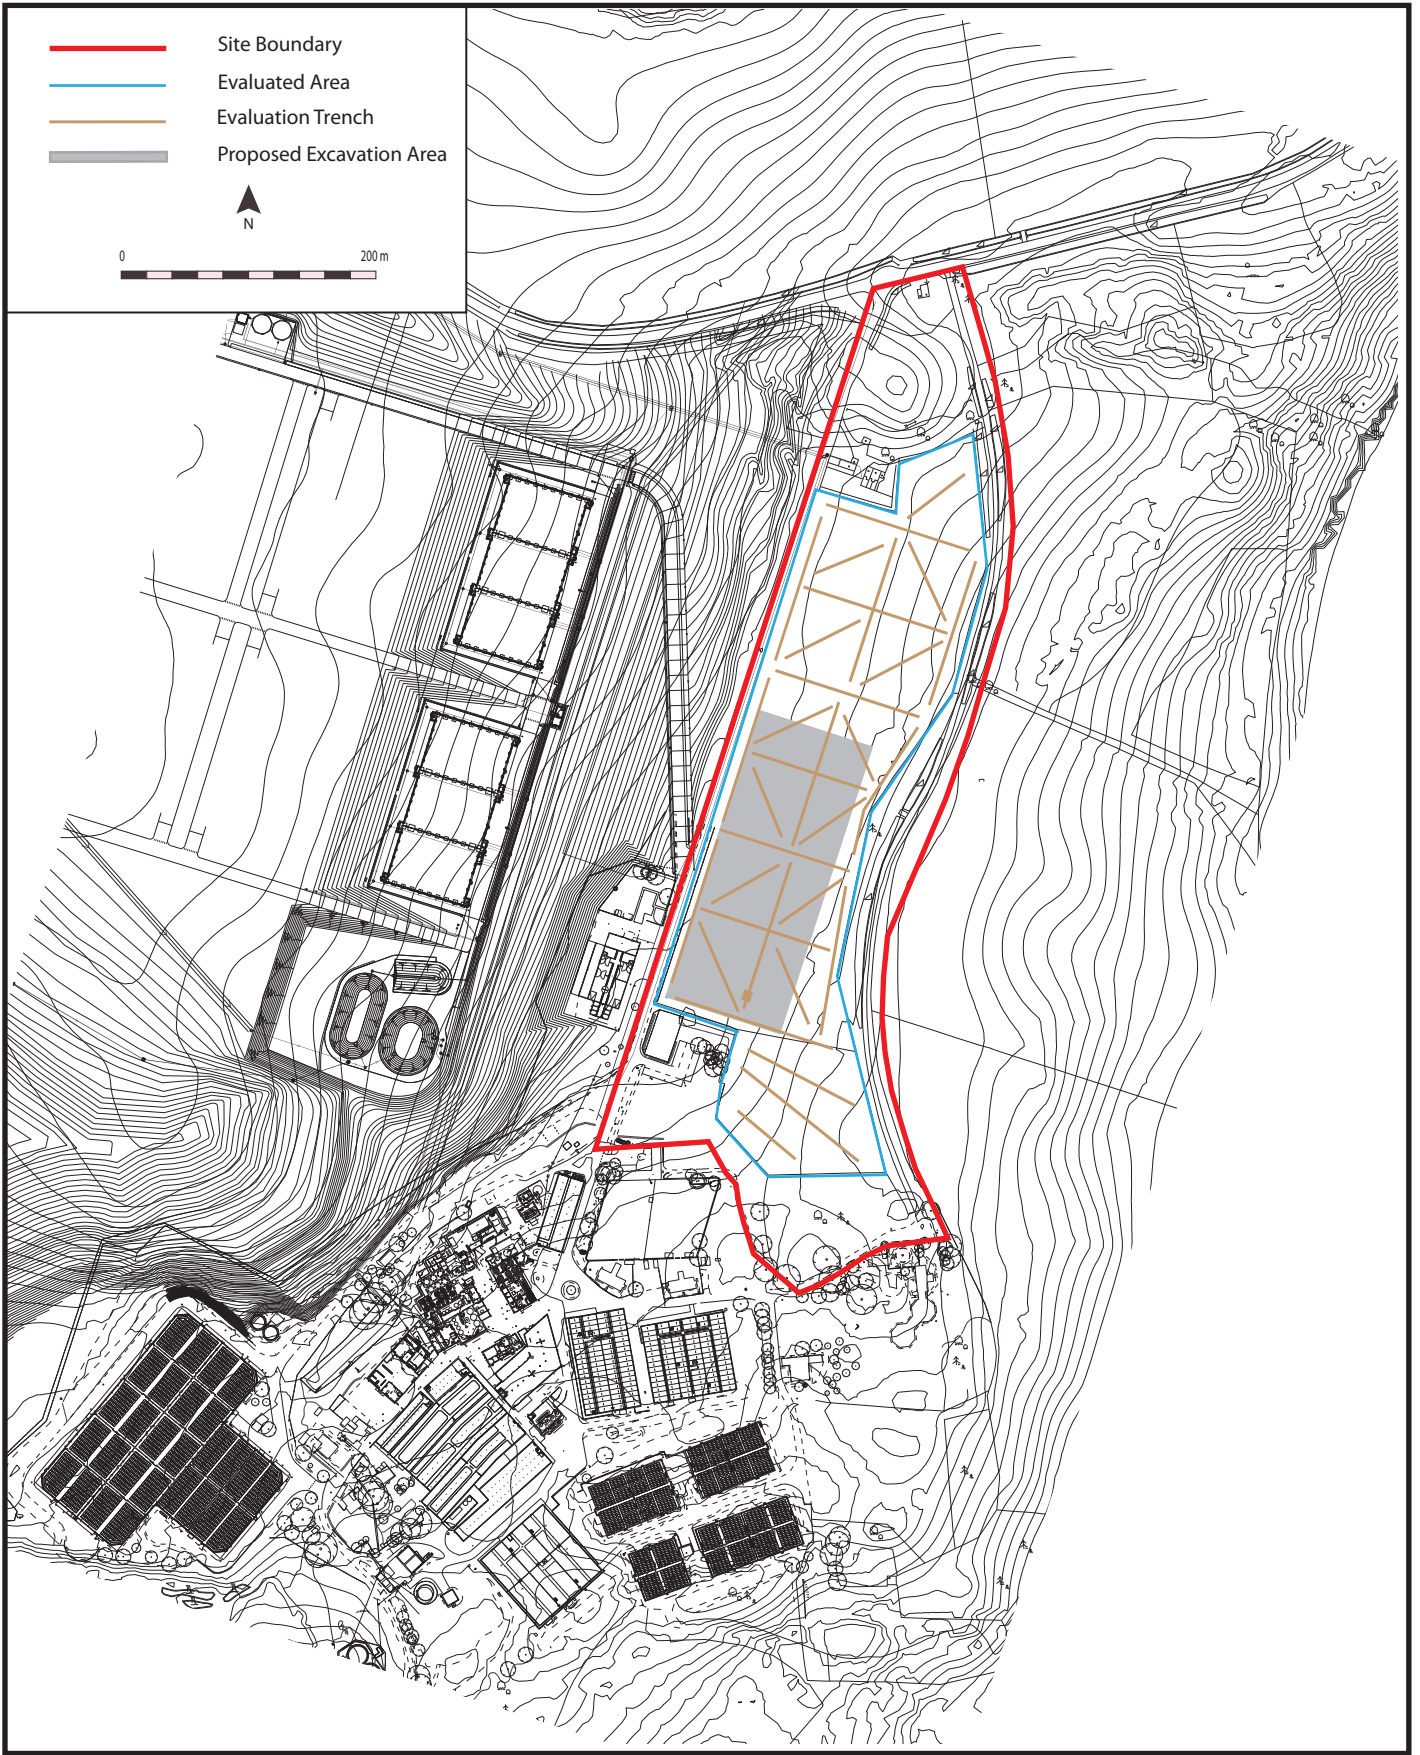 Site Boundary
Evaluated Area
Evaluation Trench
Proposed Excavation Area
N
0 200 m